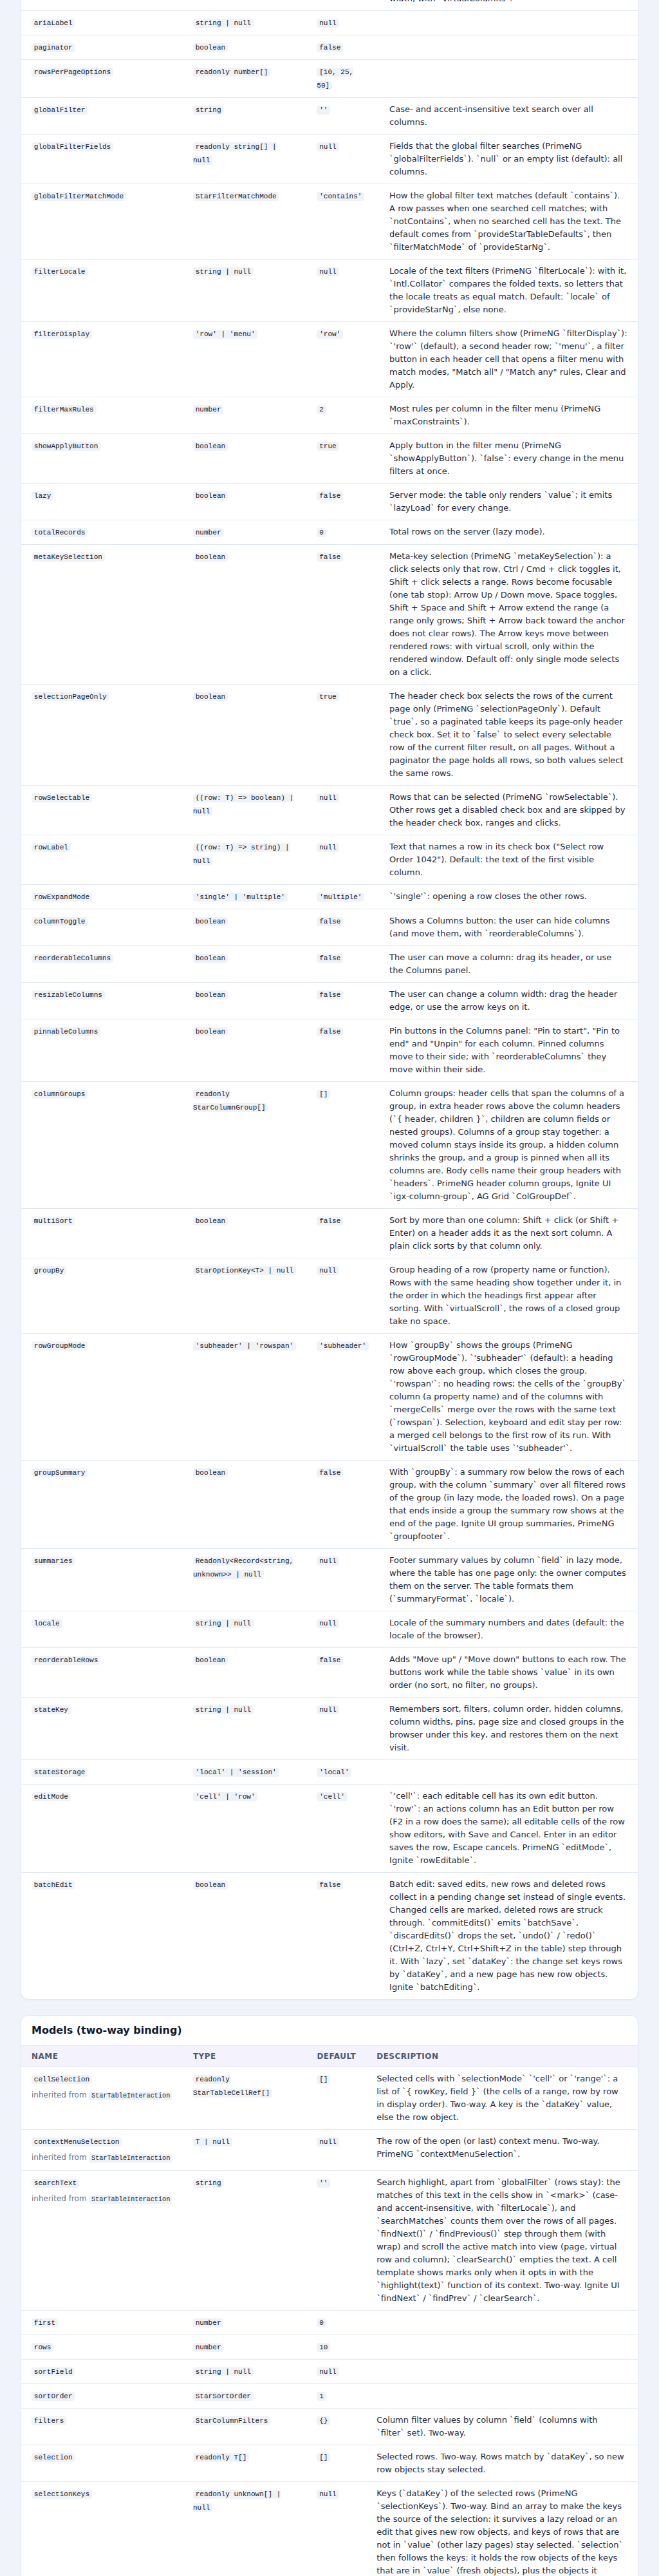 ariaLabel string | null null
paginator boolean false
rowsPerPageOptions readonly number[] [10, 25,
50]
globalFilter string '' Case- and accent-insensitive text search over all
columns.
globalFilterFields readonly string[] |
null null Fields that the global filter searches (PrimeNG
`globalFilterFields`). `null` or an empty list (default): all
columns.
globalFilterMatchMode StarFilterMatchMode 'contains' How the global filter text matches (default `contains`).
A row passes when one searched cell matches; with
`notContains`, when no searched cell has the text. The
default comes from `provideStarTableDefaults`, then
`filterMatchMode` of `provideStarNg`.
filterLocale string | null null Locale of the text filters (PrimeNG `filterLocale`): with it,
`Intl.Collator` compares the folded texts, so letters that
the locale treats as equal match. Default: `locale` of
`provideStarNg`, else none.
filterDisplay 'row' | 'menu' 'row' Where the column filters show (PrimeNG `filterDisplay`):
`'row'` (default), a second header row; `'menu'`, a filter
button in each header cell that opens a filter menu with
match modes, "Match all" / "Match any" rules, Clear and
Apply.
filterMaxRules number 2 Most rules per column in the filter menu (PrimeNG
`maxConstraints`).
showApplyButton boolean true Apply button in the filter menu (PrimeNG
`showApplyButton`). `false`: every change in the menu
filters at once.
lazy boolean false Server mode: the table only renders `value`; it emits
`lazyLoad` for every change.
totalRecords number 0 Total rows on the server (lazy mode).
metaKeySelection boolean false Meta-key selection (PrimeNG `metaKeySelection`): a
click selects only that row, Ctrl / Cmd + click toggles it,
Shift + click selects a range. Rows become focusable
(one tab stop): Arrow Up / Down move, Space toggles,
Shift + Space and Shift + Arrow extend the range (a
range only grows; Shift + Arrow back toward the anchor
does not clear rows). The Arrow keys move between
rendered rows: with virtual scroll, only within the
rendered window. Default off: only single mode selects
on a click.
selectionPageOnly boolean true The header check box selects the rows of the current
page only (PrimeNG `selectionPageOnly`). Default
`true`, so a paginated table keeps its page-only header
check box. Set it to `false` to select every selectable
row of the current filter result, on all pages. Without a
paginator the page holds all rows, so both values select
the same rows.
rowSelectable ((row: T) => boolean) |
null null Rows that can be selected (PrimeNG `rowSelectable`).
Other rows get a disabled check box and are skipped by
the header check box, ranges and clicks.
rowLabel ((row: T) => string) |
null null Text that names a row in its check box ("Select row
Order 1042"). Default: the text of the first visible
column.
rowExpandMode 'single' | 'multiple' 'multiple' `'single'`: opening a row closes the other rows.
columnToggle boolean false Shows a Columns button: the user can hide columns
(and move them, with `reorderableColumns`).
reorderableColumns boolean false The user can move a column: drag its header, or use
the Columns panel.
resizableColumns boolean false The user can change a column width: drag the header
edge, or use the arrow keys on it.
pinnableColumns boolean false Pin buttons in the Columns panel: "Pin to start", "Pin to
end" and "Unpin" for each column. Pinned columns
move to their side; with `reorderableColumns` they
move within their side.
columnGroups readonly
StarColumnGroup[] [] Column groups: header cells that span the columns of a
group, in extra header rows above the column headers
(`{ header, children }`, children are column fields or
nested groups). Columns of a group stay together: a
moved column stays inside its group, a hidden column
shrinks the group, and a group is pinned when all its
columns are. Body cells name their group headers with
`headers`. PrimeNG header column groups, Ignite UI
`igx-column-group`, AG Grid `ColGroupDef`.
multiSort boolean false Sort by more than one column: Shift + click (or Shift +
Enter) on a header adds it as the next sort column. A
plain click sorts by that column only.
groupBy StarOptionKey<T> | null null Group heading of a row (property name or function).
Rows with the same heading show together under it, in
the order in which the headings first appear after
sorting. With `virtualScroll`, the rows of a closed group
take no space.
rowGroupMode 'subheader' | 'rowspan' 'subheader' How `groupBy` shows the groups (PrimeNG
`rowGroupMode`). `'subheader'` (default): a heading
row above each group, which closes the group.
`'rowspan'`: no heading rows; the cells of the `groupBy`
column (a property name) and of the columns with
`mergeCells` merge over the rows with the same text
(`rowspan`). Selection, keyboard and edit stay per row:
a merged cell belongs to the first row of its run. With
`virtualScroll` the table uses `'subheader'`.
groupSummary boolean false With `groupBy`: a summary row below the rows of each
group, with the column `summary` over all filtered rows
of the group (in lazy mode, the loaded rows). On a page
that ends inside a group the summary row shows at the
end of the page. Ignite UI group summaries, PrimeNG
`groupfooter`.
summaries Readonly<Record<string,
unknown>> | null null Footer summary values by column `field` in lazy mode,
where the table has one page only: the owner computes
them on the server. The table formats them
(`summaryFormat`, `locale`).
locale string | null null Locale of the summary numbers and dates (default: the
locale of the browser).
reorderableRows boolean false Adds "Move up" / "Move down" buttons to each row. The
buttons work while the table shows `value` in its own
order (no sort, no filter, no groups).
stateKey string | null null Remembers sort, filters, column order, hidden columns,
column widths, pins, page size and closed groups in the
browser under this key, and restores them on the next
visit.
stateStorage 'local' | 'session' 'local'
editMode 'cell' | 'row' 'cell' `'cell'`: each editable cell has its own edit button.
`'row'`: an actions column has an Edit button per row
(F2 in a row does the same); all editable cells of the row
show editors, with Save and Cancel. Enter in an editor
saves the row, Escape cancels. PrimeNG `editMode`,
Ignite `rowEditable`.
batchEdit boolean false Batch edit: saved edits, new rows and deleted rows
collect in a pending change set instead of single events.
Changed cells are marked, deleted rows are struck
through. `commitEdits()` emits `batchSave`,
`discardEdits()` drops the set, `undo()` / `redo()`
(Ctrl+Z, Ctrl+Y, Ctrl+Shift+Z in the table) step through
it. With `lazy`, set `dataKey`: the change set keys rows
by `dataKey`, and a new page has new row objects.
Ignite `batchEditing`.
Models (two-way binding)
NAME TYPE DEFAULT DESCRIPTION
cellSelection
inherited from StarTableInteraction readonly
StarTableCellRef[] [] Selected cells with `selectionMode` `'cell'` or `'range'`: a
list of `{ rowKey, field }` (the cells of a range, row by row
in display order). Two-way. A key is the `dataKey` value,
else the row object.
contextMenuSelection
inherited from StarTableInteraction T | null null The row of the open (or last) context menu. Two-way.
PrimeNG `contextMenuSelection`.
searchText
inherited from StarTableInteraction string '' Search highlight, apart from `globalFilter` (rows stay): the
matches of this text in the cells show in `<mark>` (case-
and accent-insensitive, with `filterLocale`), and
`searchMatches` counts them over the rows of all pages.
`findNext()` / `findPrevious()` step through them (with
wrap) and scroll the active match into view (page, virtual
row and column); `clearSearch()` empties the text. A cell
template shows marks only when it opts in with the
`highlight(text)` function of its context. Two-way. Ignite UI
`findNext` / `findPrev` / `clearSearch`.
first number 0
rows number 10
sortField string | null null
sortOrder StarSortOrder 1
filters StarColumnFilters {} Column filter values by column `field` (columns with
`filter` set). Two-way.
selection readonly T[] [] Selected rows. Two-way. Rows match by `dataKey`, so new
row objects stay selected.
selectionKeys readonly unknown[] |
null null Keys (`dataKey`) of the selected rows (PrimeNG
`selectionKeys`). Two-way. Bind an array to make the keys
the source of the selection: it survives a lazy reload or an
edit that gives new row objects, and keys of rows that are
not in `value` (other lazy pages) stay selected. `selection`
then follows the keys: it holds the row objects of the keys
that are in `value` (fresh objects), plus the objects it